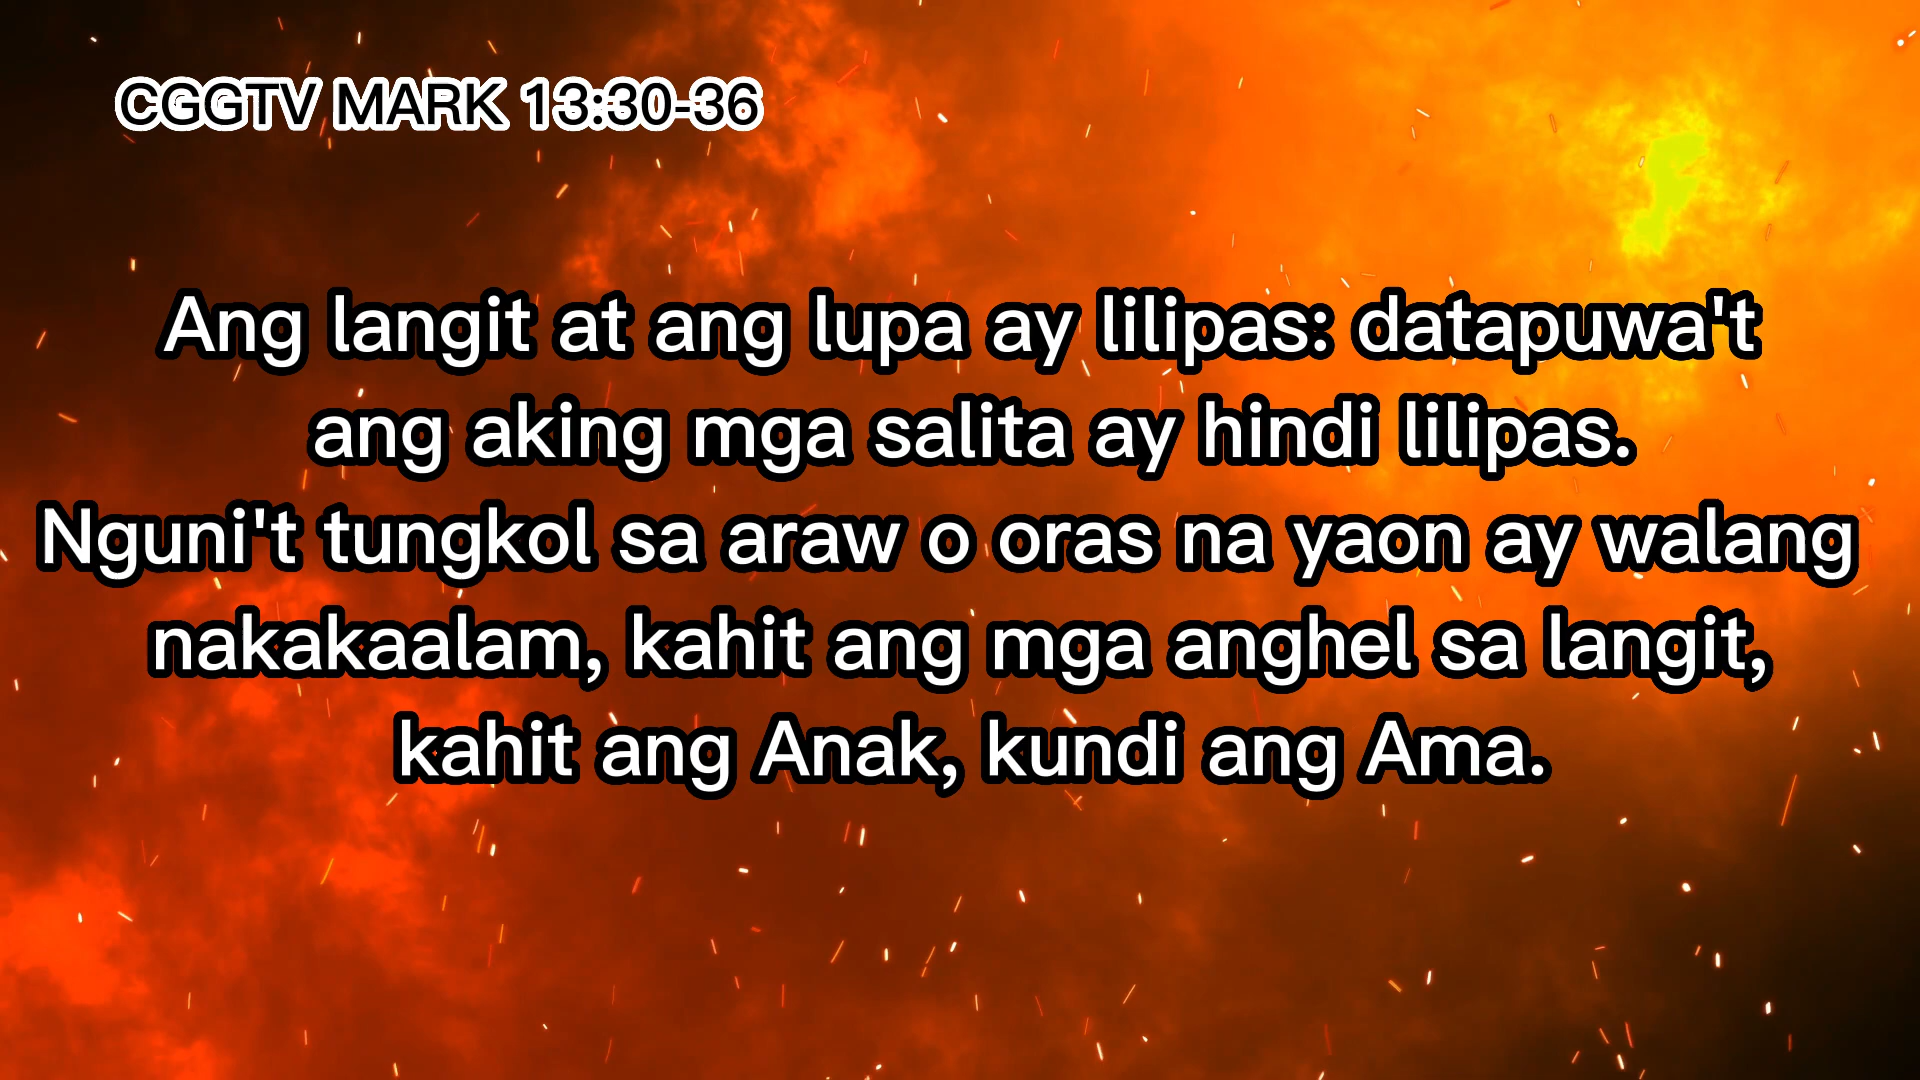 CGGTV MARK 13:30-36
Ang langit at ang lupa ay lilipas: datapuwa't
ang aking mga salita ay hindi lilipas.
Nguni't tungkol sa araw o oras na yaon ay walang
nakakaalam, kahit ang mga anghel sa langit,
kahit ang Anak, kundi ang Ama.